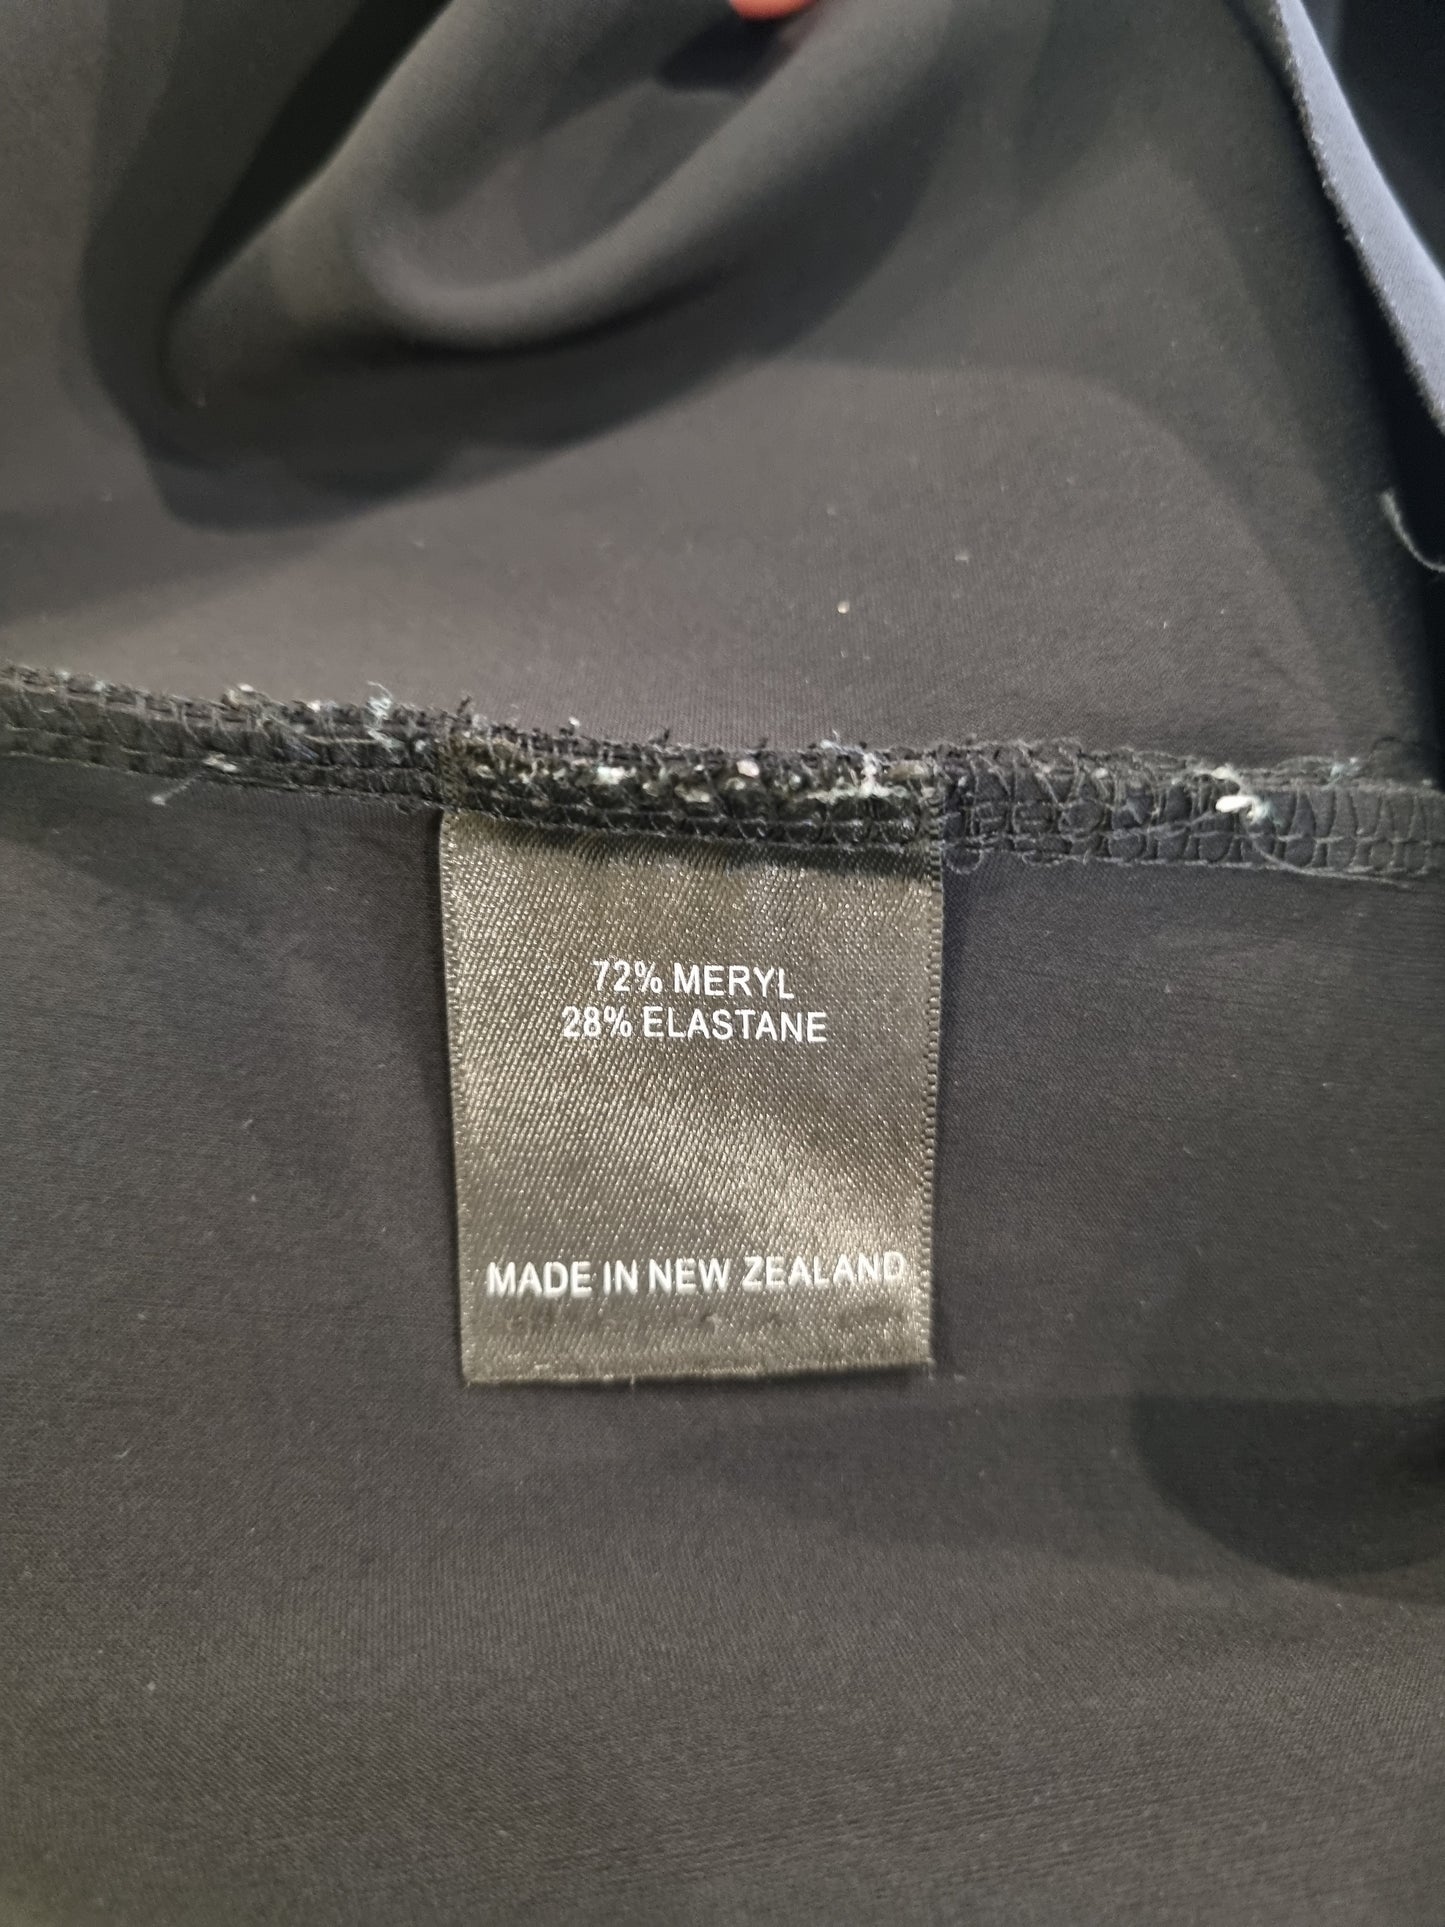 72% MERYL
28% ELASTANE
MADE IN NEW ZEALAND